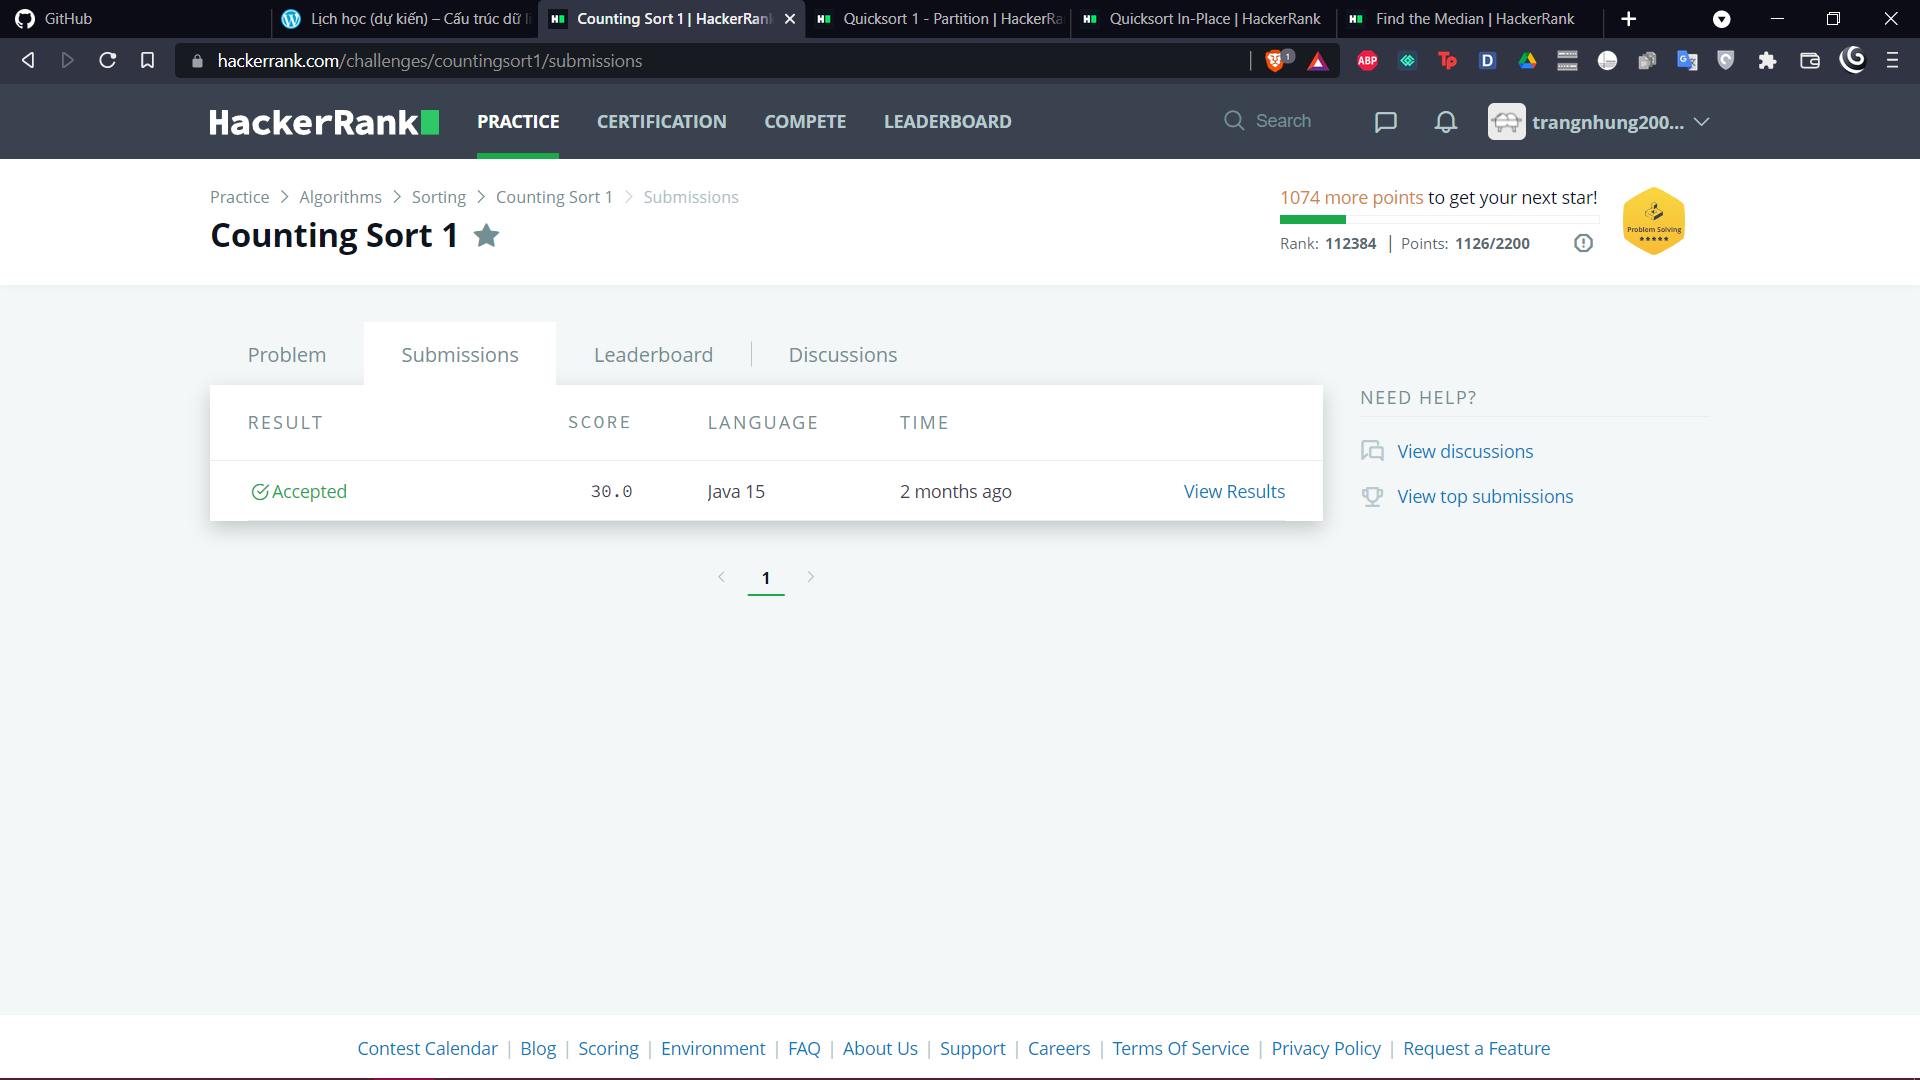 GitHub
Lịch học (dự kiến) – Cấu trúc dữ li
Counting Sort 1 | HackerRank
Quicksort 1 - Partition | HackerRa
Quicksort In-Place | HackerRank
Find the Median | HackerRank
hackerrank.com/challenges/countingsort1/submissions
1
ABP
Tp
D
HackerRank
PRACTICE
CERTIFICATION
COMPETE
LEADERBOARD
Search
trangnhung200...
Practice > Algorithms > Sorting > Counting Sort 1 > Submissions
Counting Sort 1
1074 more points to get your next star!
Rank: 112384 | Points: 1126/2200
Problem Solving
Problem
Submissions
Leaderboard
Discussions
RESULT SCORE LANGUAGE TIME
Accepted 30.0 Java 15 2 months ago View Results
1
NEED HELP?
View discussions
View top submissions
Contest Calendar | Blog | Scoring | Environment | FAQ | About Us | Support | Careers | Terms Of Service | Privacy Policy | Request a Feature